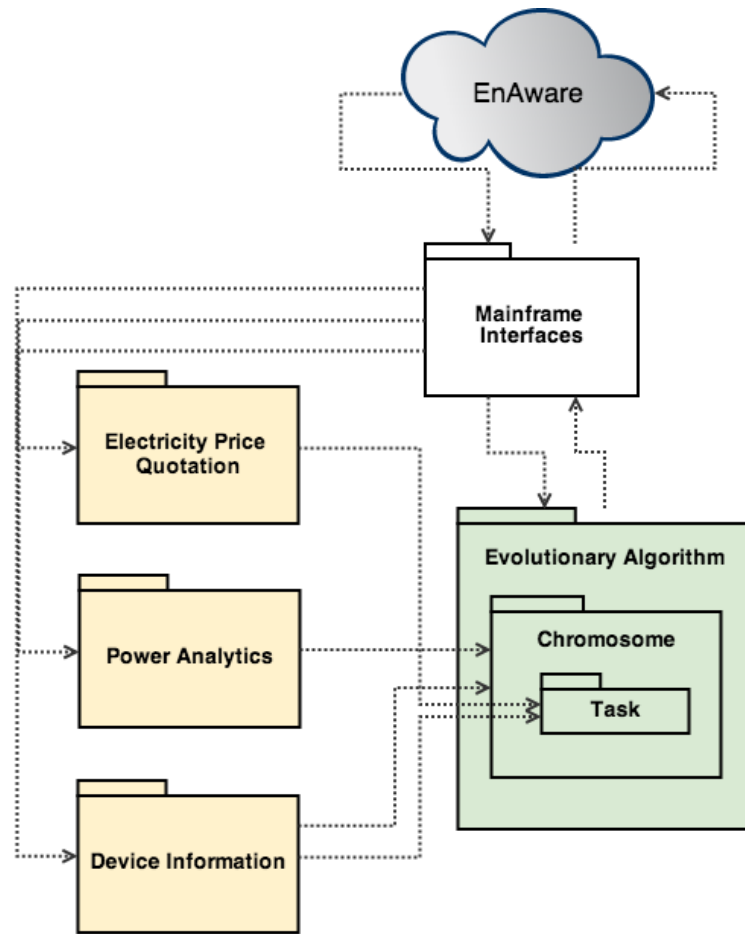 EnAware
Mainframe
Interfaces
Electricity Price
Quotation
Evolutionary Algorithm
Chromosome
Power Analytics
Task
Device Information